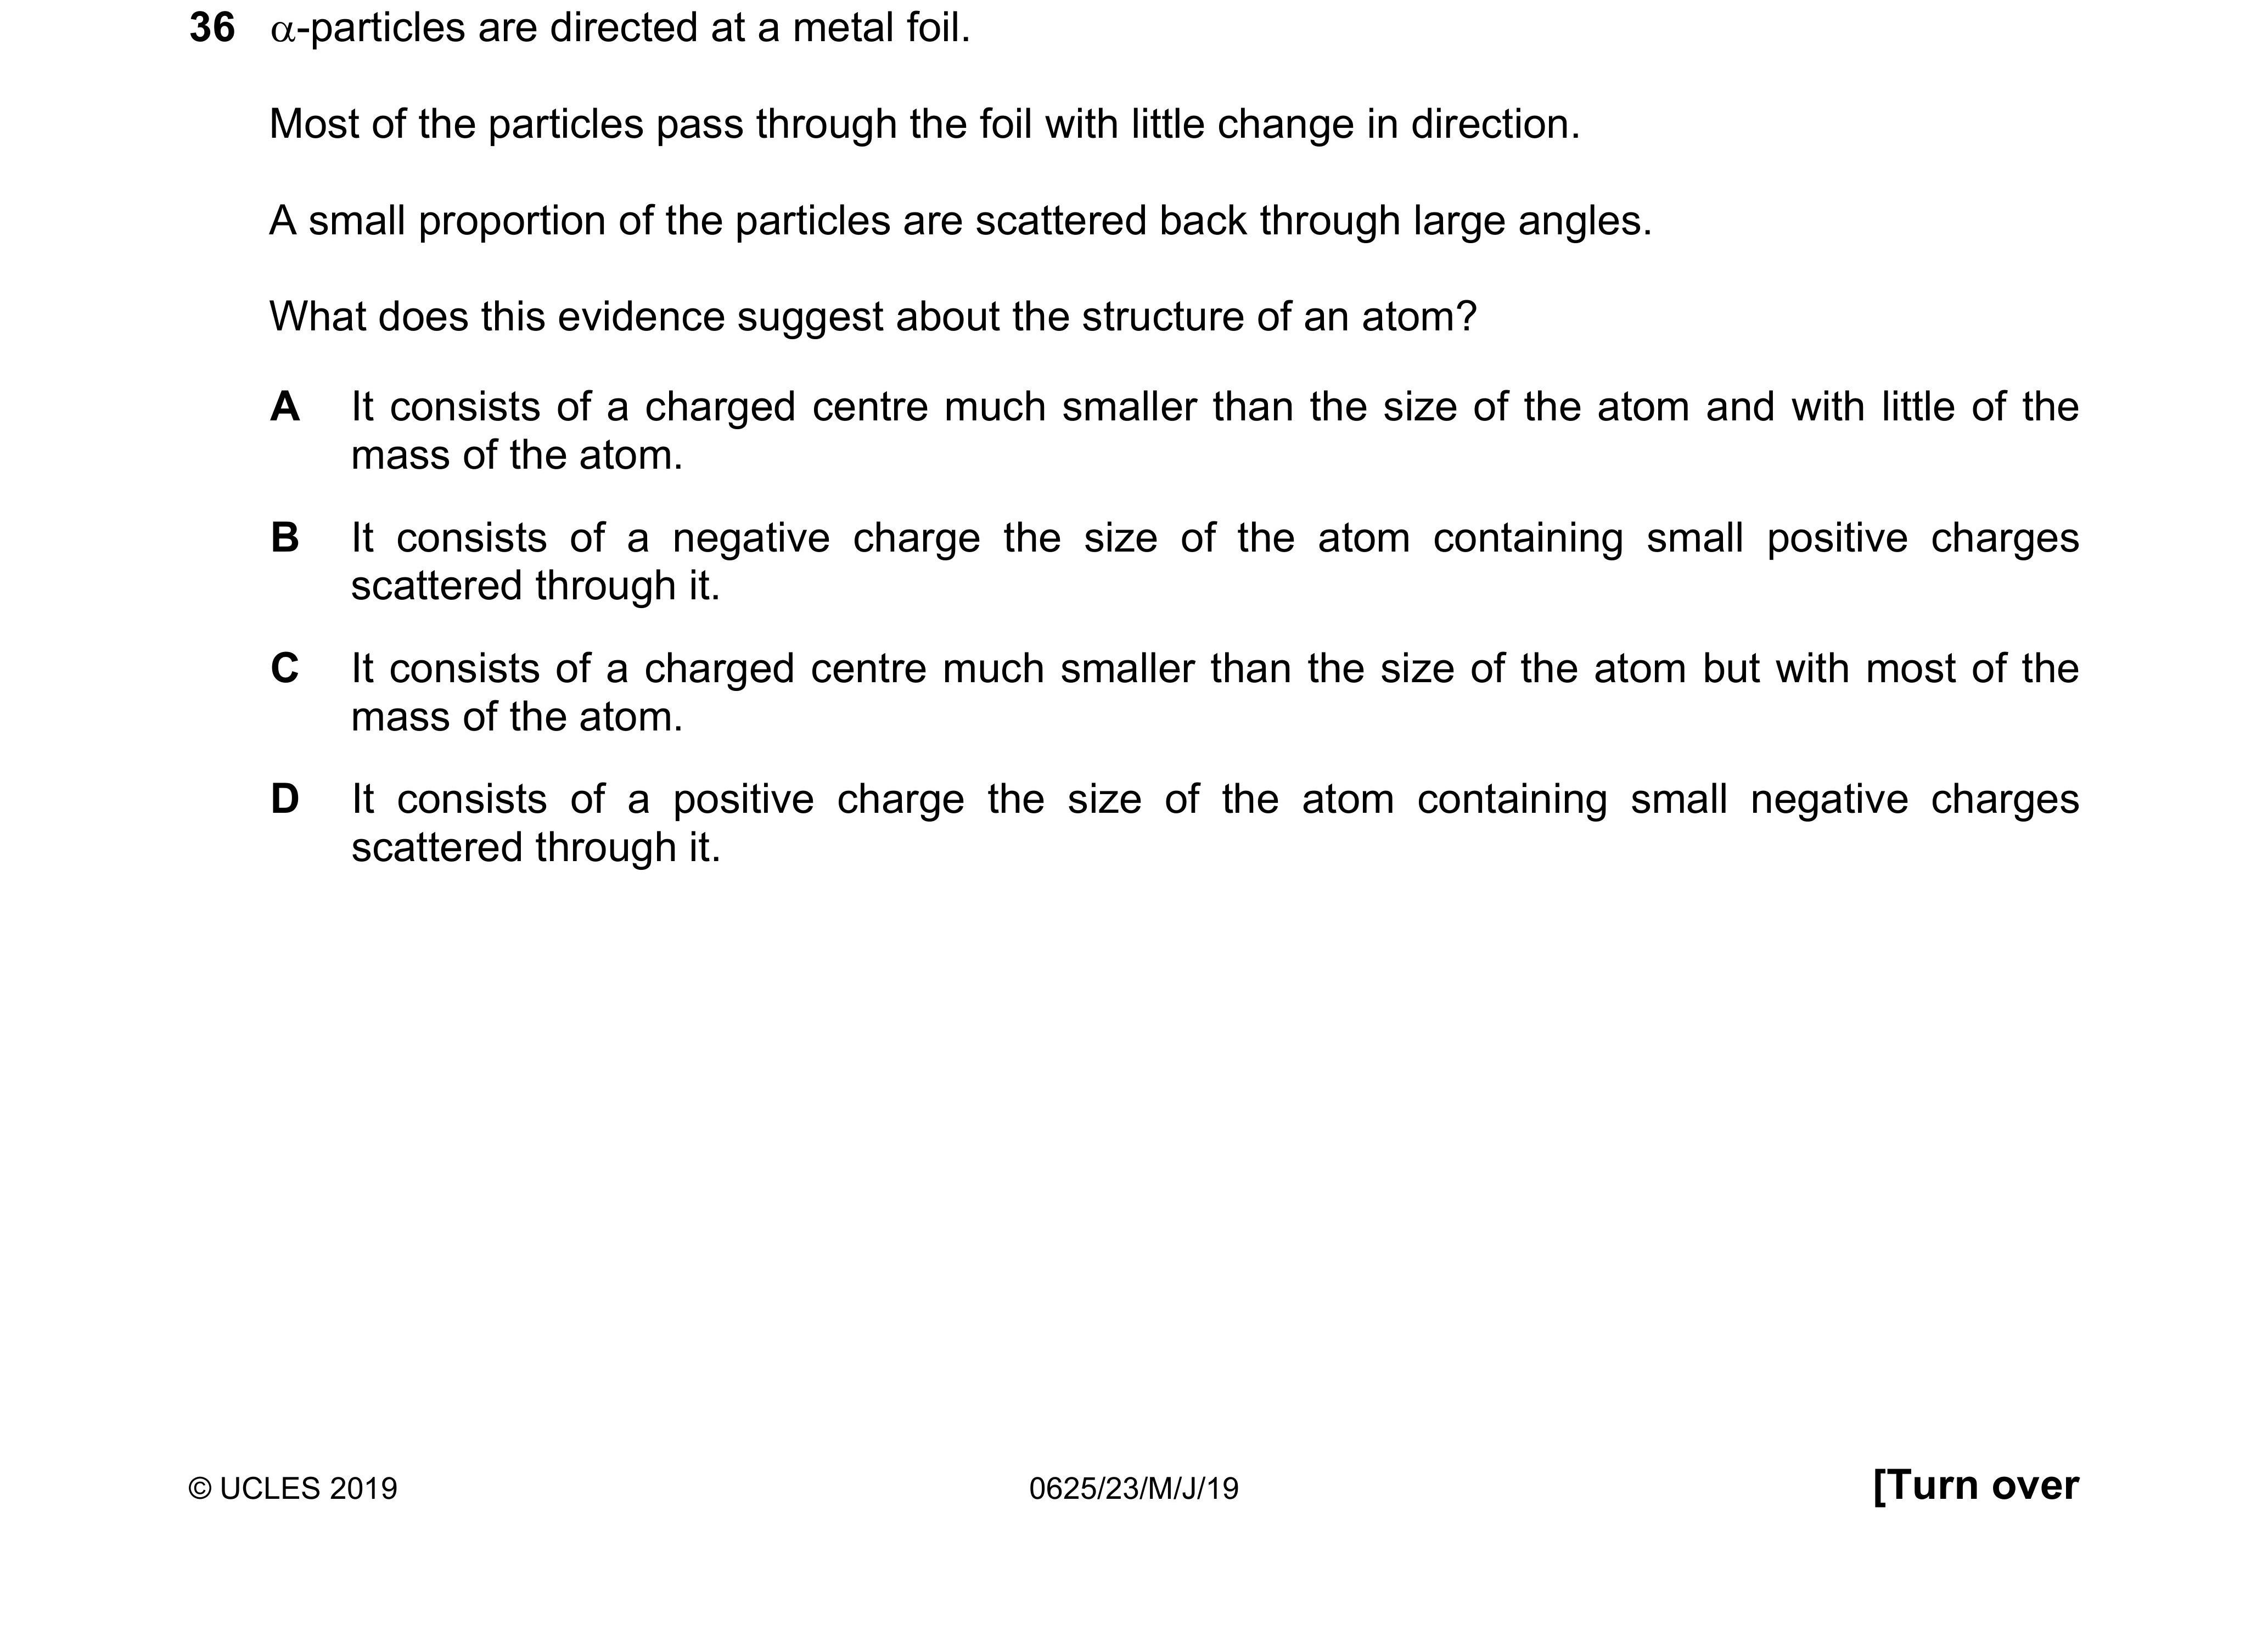 36 α-particles are directed at a metal foil.
Most of the particles pass through the foil with little change in direction.
A small proportion of the particles are scattered back through large angles.
What does this evidence suggest about the structure of an atom?
A It consists of a charged centre much smaller than the size of the atom and with little of the
mass of the atom.
B It consists of a negative charge the size of the atom containing small positive charges
scattered through it.
C It consists of a charged centre much smaller than the size of the atom but with most of the
mass of the atom.
D It consists of a positive charge the size of the atom containing small negative charges
scattered through it.
© UCLES 2019 0625/23/M/J/19 [Turn over